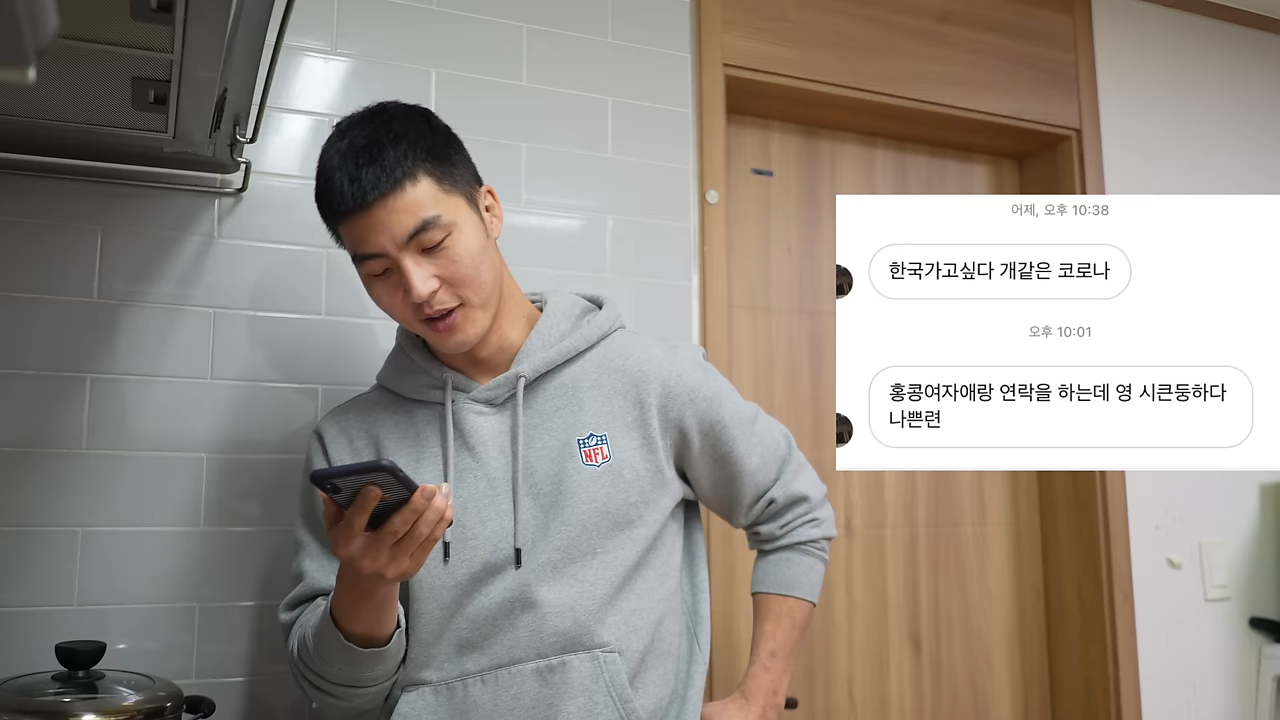 어제, 오후 10:38
한국가고싶다 개같은 코로나
오후 10:01
홍콩여자애랑 연락을 하는데 영 시큰둥하다
나쁜련
NFL